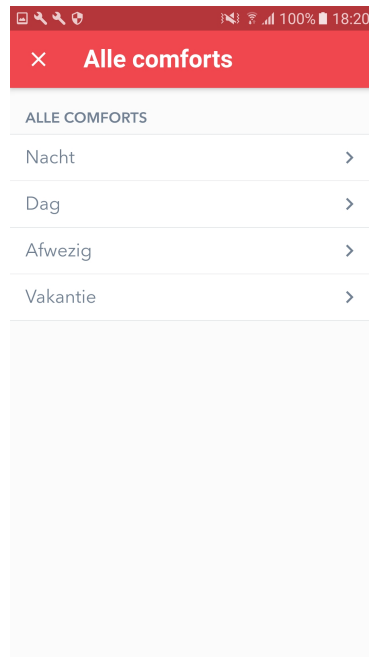 100% 18:20
Alle comforts
ALLE COMFORTS
Nacht
Dag
Afwezig
Vakantie